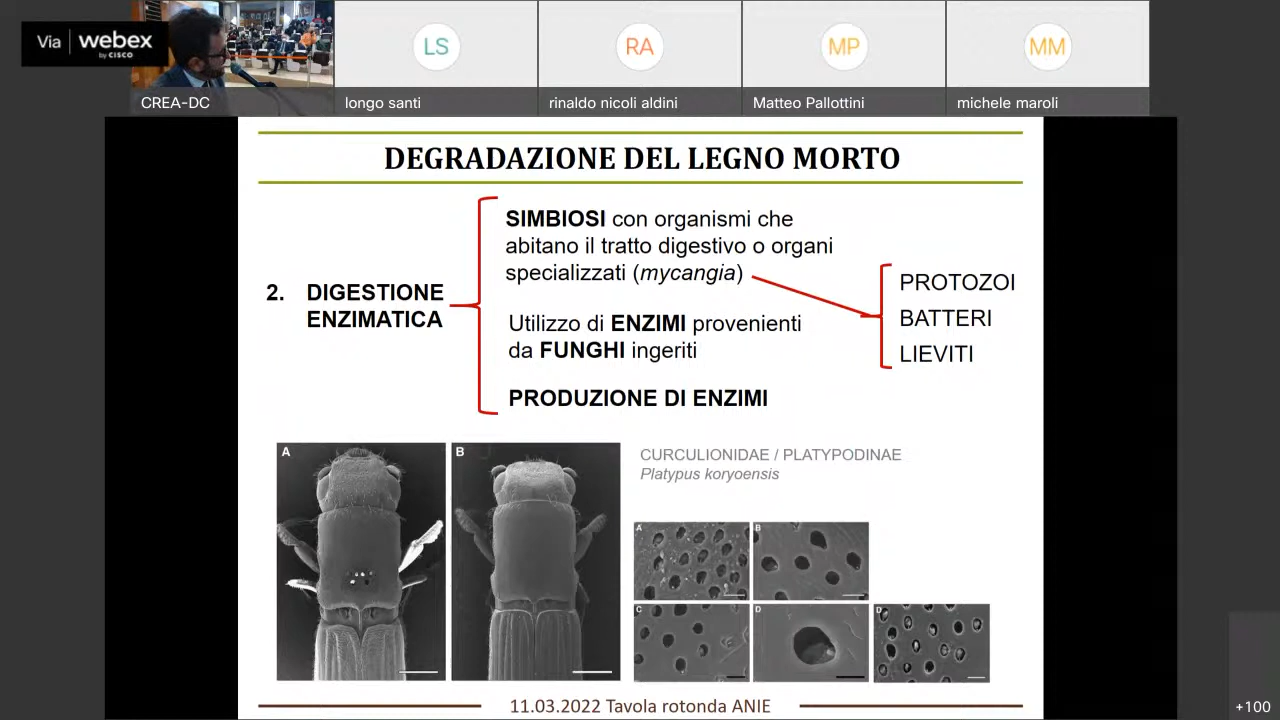 Via webex
by CISCO
LS
RA
MP
MM
CREA-DC
longo santi
rinaldo nicoli aldini
Matteo Pallottini
michele maroli
DEGRADAZIONE DEL LEGNO MORTO
2. DIGESTIONE
ENZIMATICA
SIMBIOSI con organismi che
abitano il tratto digestivo o organi
specializzati (mycangia)
Utilizzo di ENZIMI provenienti
da FUNGHI ingeriti
PRODUZIONE DI ENZIMI
PROTOZOI
BATTERI
LIEVITI
A
B
CURCULIONIDAE / PLATYPODINAE
Platypus koryoensis
A
B
C
D
D
11.03.2022 Tavola rotonda ANIE
+100